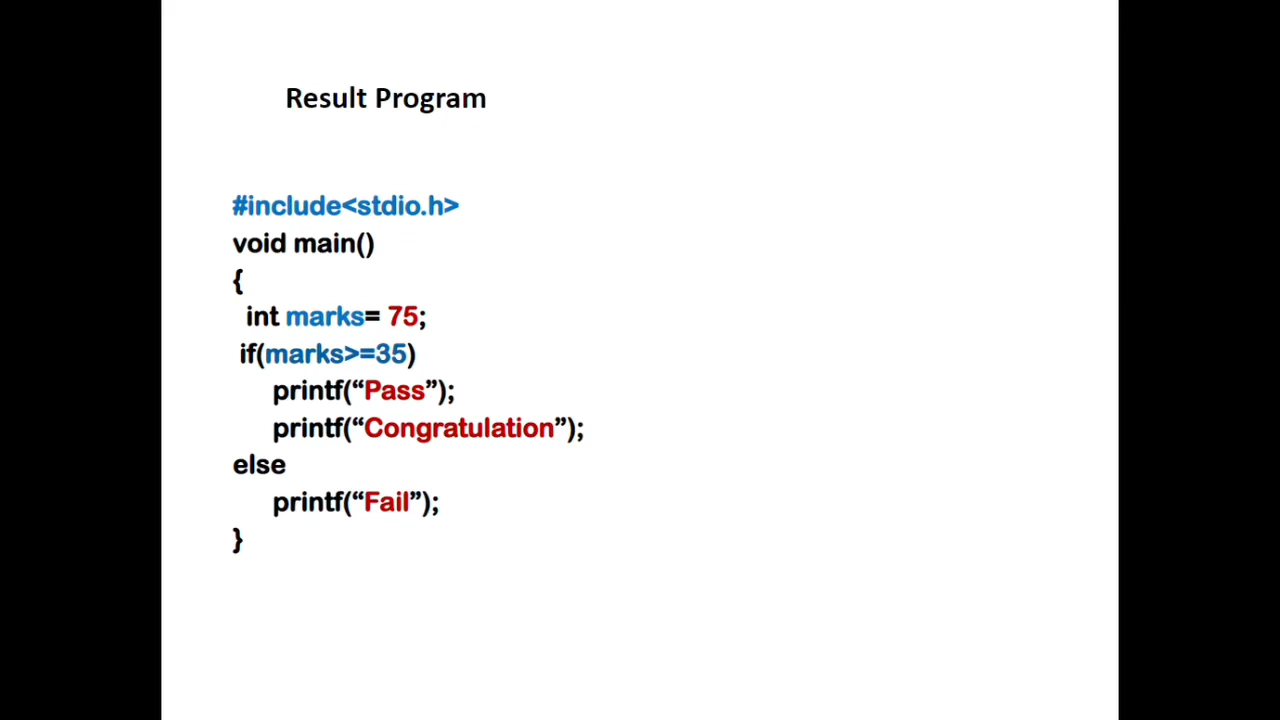 Result Program
#include<stdio.h>
void main()
{
int marks= 75;
if(marks>=35)
printf(“Pass”);
printf(“Congratulation”);
else
printf(“Fail”);
}